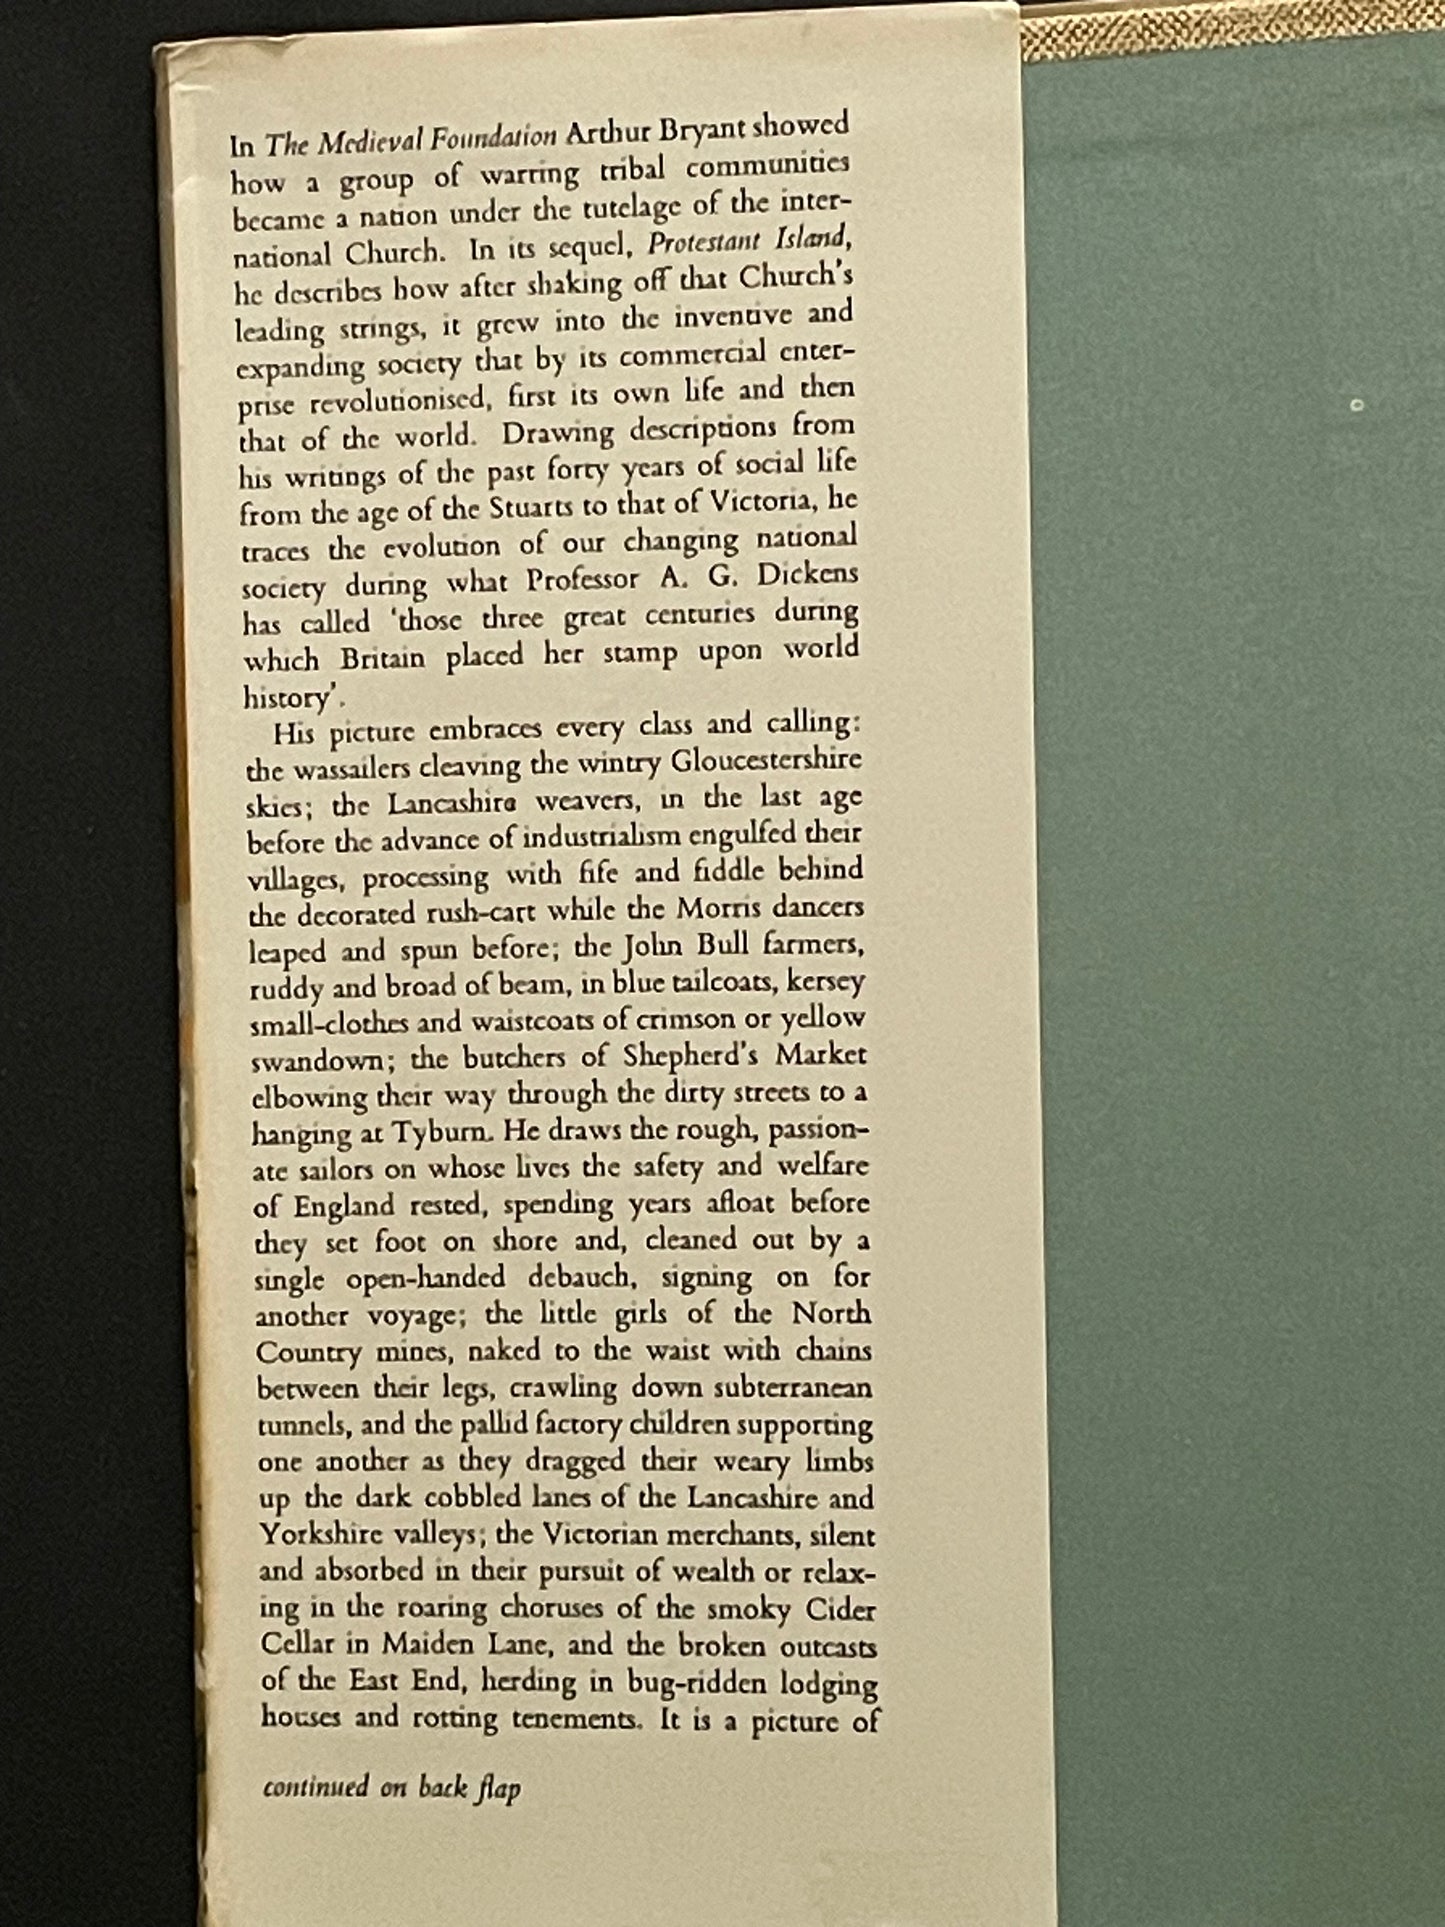 In The Medieval Foundation Arthur Bryant showed
how a group of warring tribal communities
became a nation under the tutelage of the inter-
national Church. In its sequel, Protestant Island,
he describes how after shaking off that Church's
leading strings, it grew into the inventive and
expanding society that by its commercial enter-
prise revolutionised, first its own life and then
that of the world. Drawing descriptions from
his writings of the past forty years of social life
from the age of the Stuarts to that of Victoria, he
traces the evolution of our changing national
society during what Professor A. G. Dickens
has called 'those three great centuries during
which Britain placed her stamp upon world
history'.
His picture embraces every class and calling:
the wassailers cleaving the wintry Gloucestershire
skies; the Lancashire weavers, in the last age
before the advance of industrialism engulfed their
villages, processing with fife and fiddle behind
the decorated rush-cart while the Morris dancers
leaped and spun before; the John Bull farmers,
ruddy and broad of beam, in blue tailcoats, kersey
small-clothes and waistcoats of crimson or yellow
swandown; the butchers of Shepherd's Market
elbowing their way through the dirty streets to a
hanging at Tyburn. He draws the rough, passion-
ate sailors on whose lives the safety and welfare
of England rested, spending years afloat before
they set foot on shore and, cleaned out by a
single open-handed debauch, signing on for
another voyage; the little girls of the North
Country mines, naked to the waist with chains
between their legs, crawling down subterranean
tunnels, and the pallid factory children supporting
one another as they dragged their weary limbs
up the dark cobbled lanes of the Lancashire and
Yorkshire valleys; the Victorian merchants, silent
and absorbed in their pursuit of wealth or relax-
ing in the roaring choruses of the smoky Cider
Cellar in Maiden Lane, and the broken outcasts
of the East End, herding in bug-ridden lodging
houses and rotting tenements. It is a picture of
continued on back flap